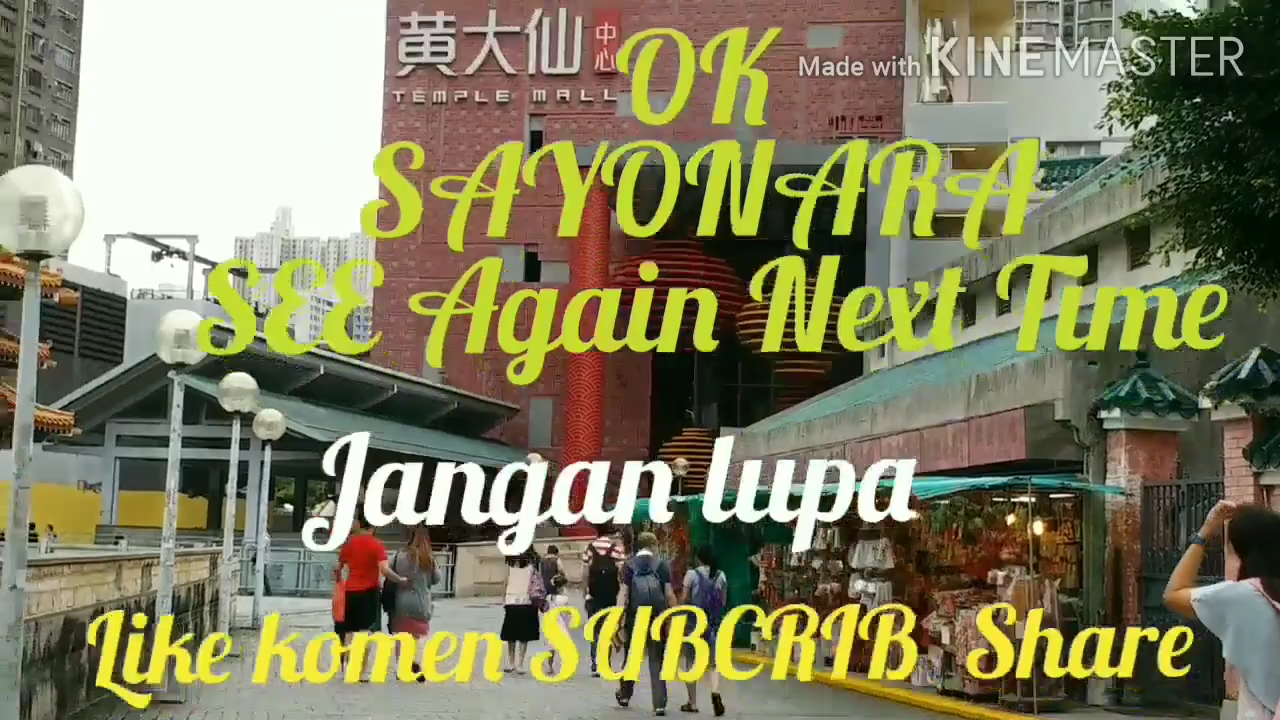 黄大仙 中心
TEMPLE MALL
Made with KINEMASTER
OK
SAYONARA
SEE Again Next Time
Jangan lupa
Like komen SUBCRIB Share